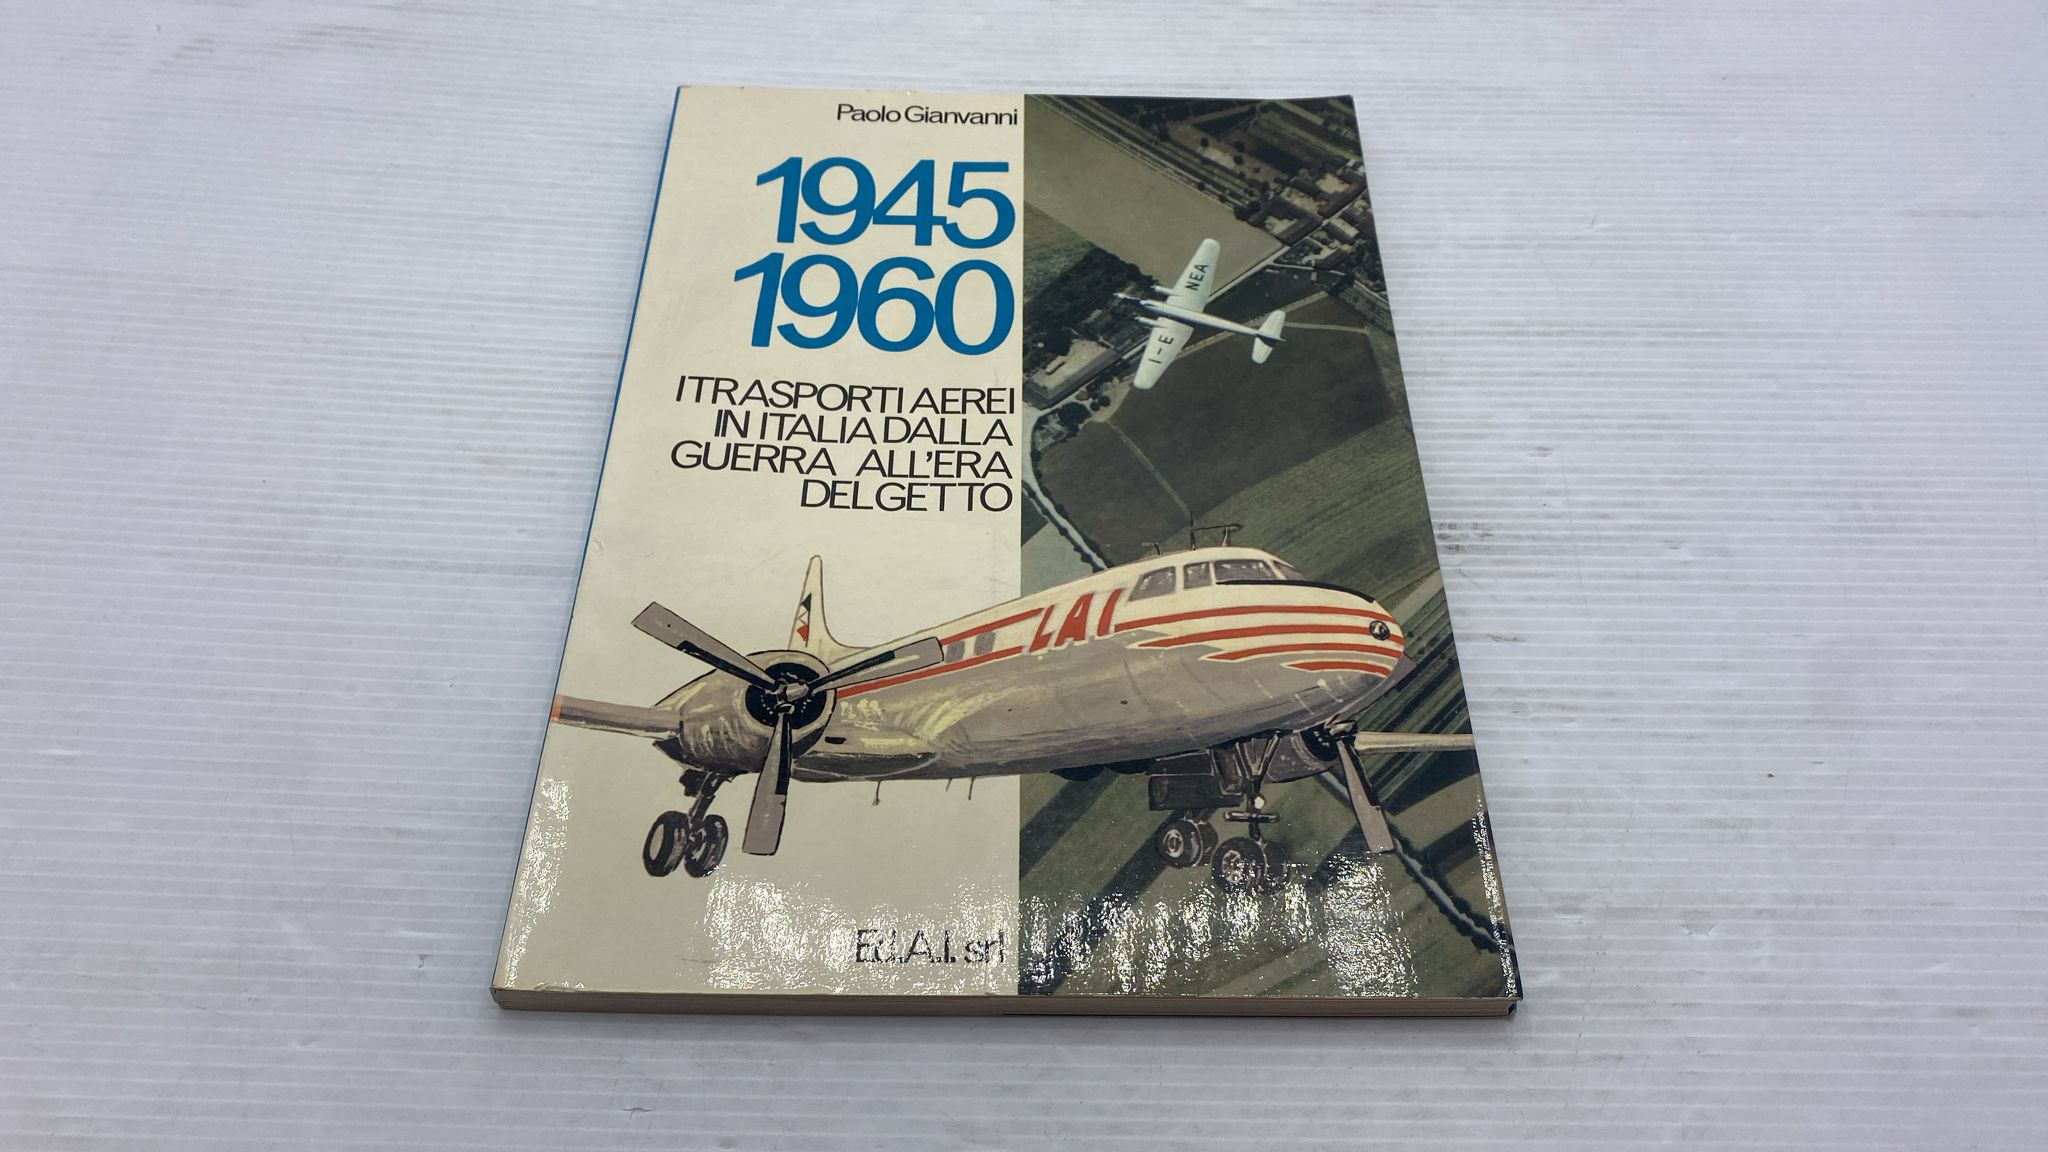 Paolo Gianvanni
1945
1960
I TRASPORTI AEREI
IN ITALIA DALLA
GUERRA ALL'ERA
DEL GETTO
I-E NEA
LAI
Ed.A.I. srl